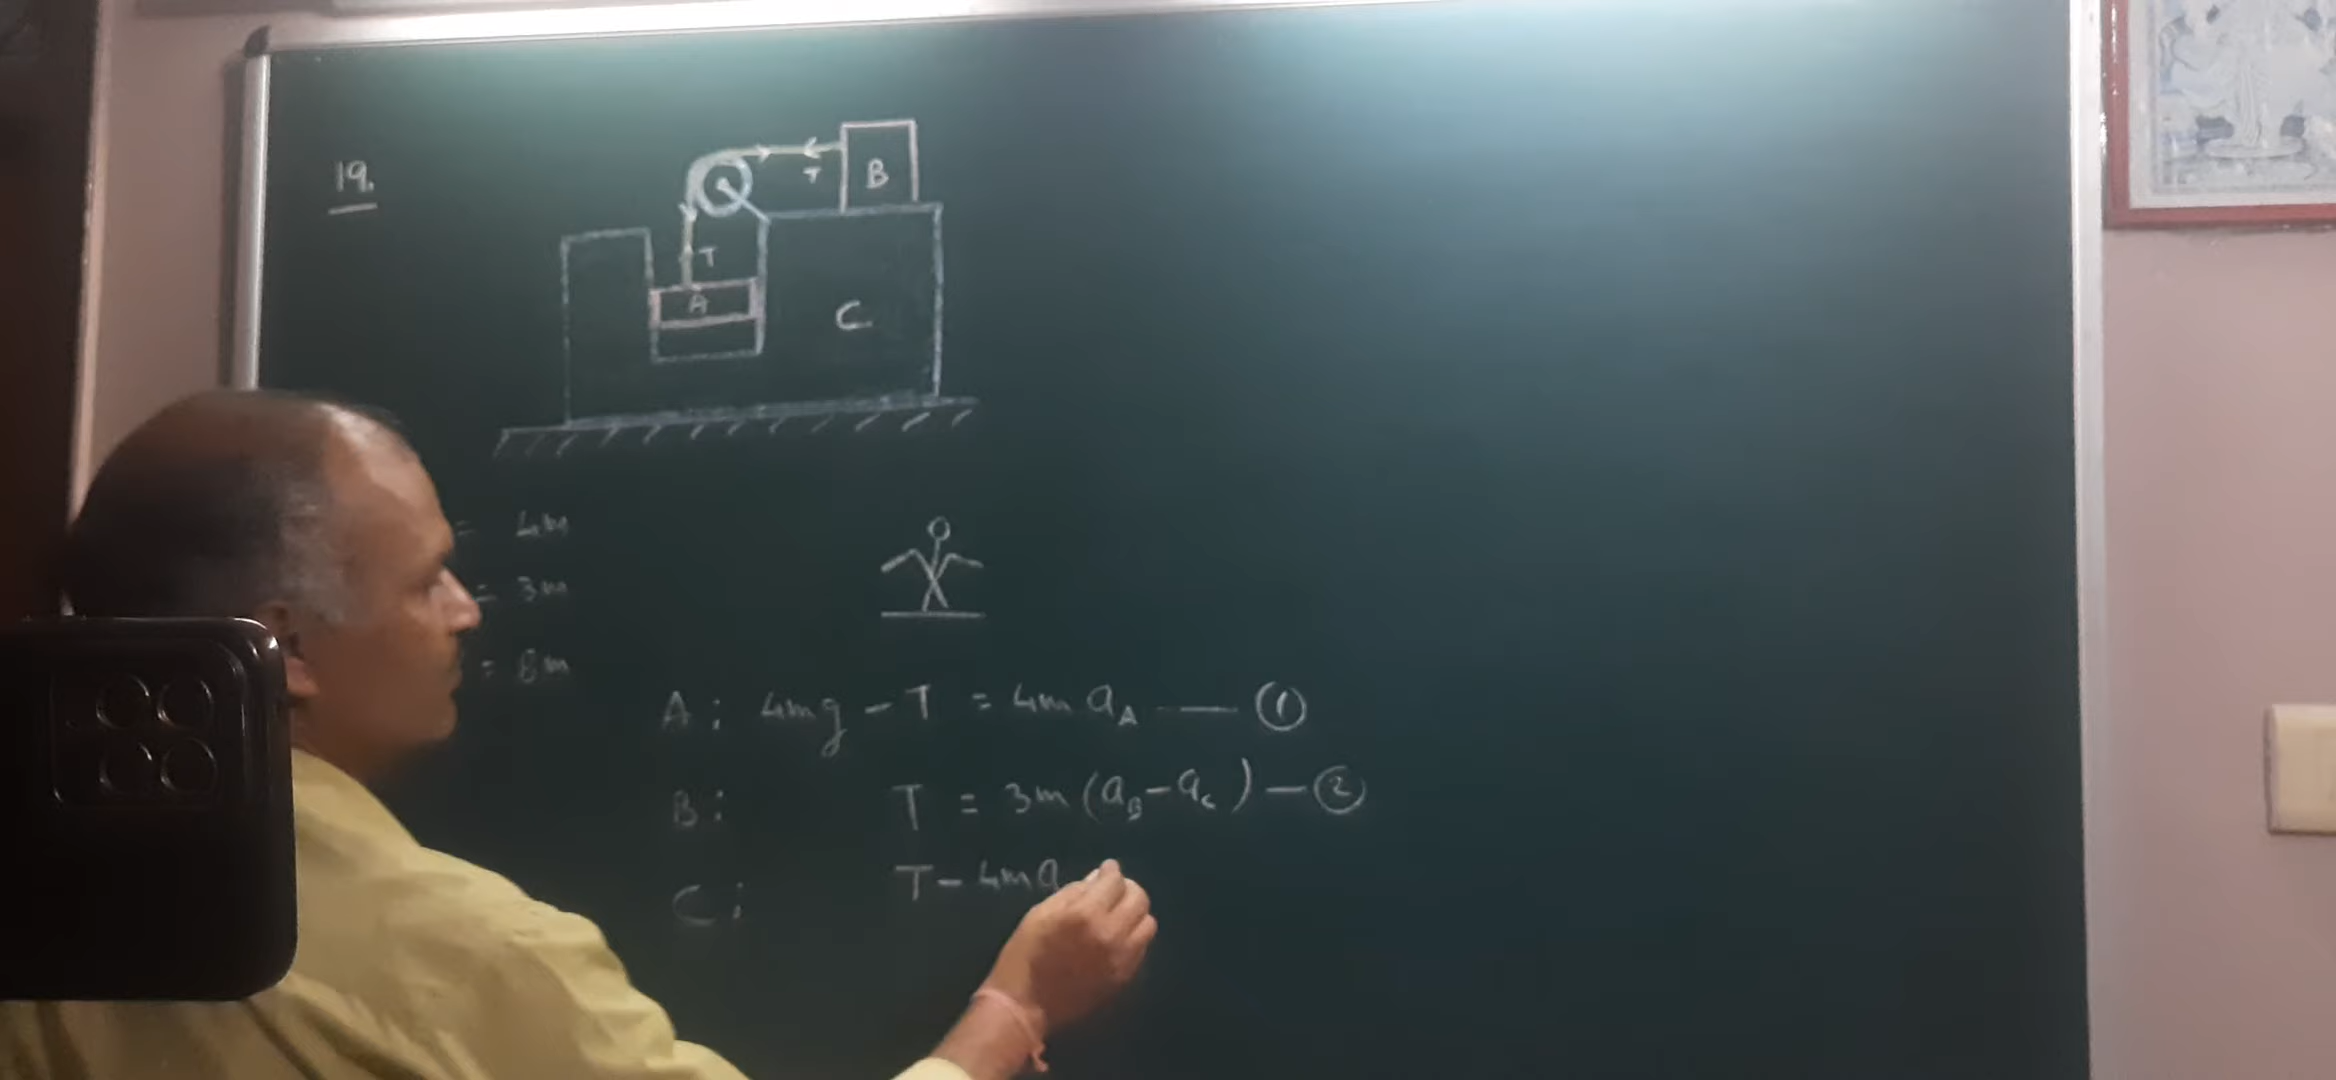 19.
T
B
T
A
C
= 4m
= 3m
= 8m
A: 4mg - T = 4m a_A — ①
B: T = 3m (a_B - a_C) — ②
C: T - 4m a